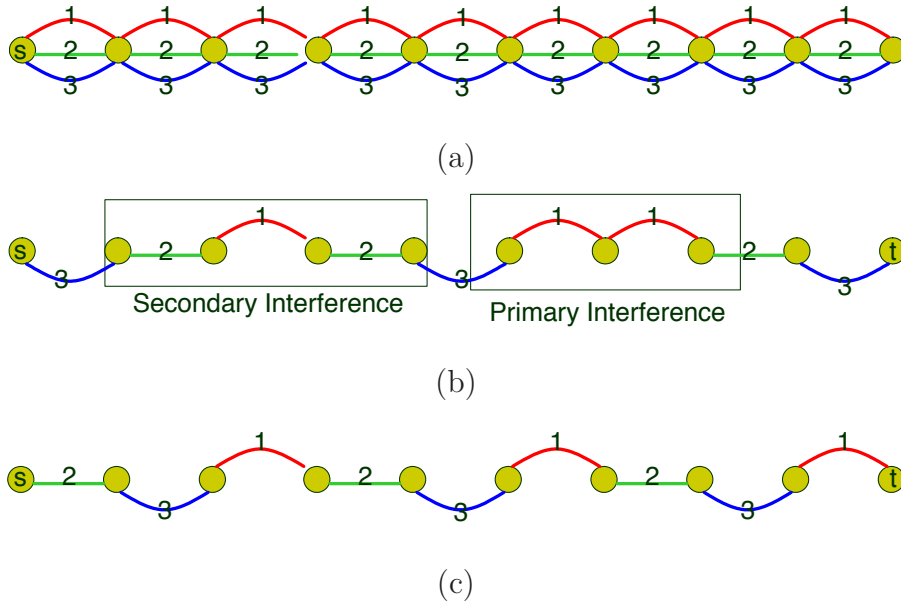 1 1 1 1 1 1 1 1 1
s 2 2 2 2 2 2 2 2 2
3 3 3 3 3 3 3 3 3
(a)
1 1 1
s 2 2 2 t
3 3 3
Secondary Interference
Primary Interference
(b)
1 1 1
s 2 2 2 t
3 3 3
(c)